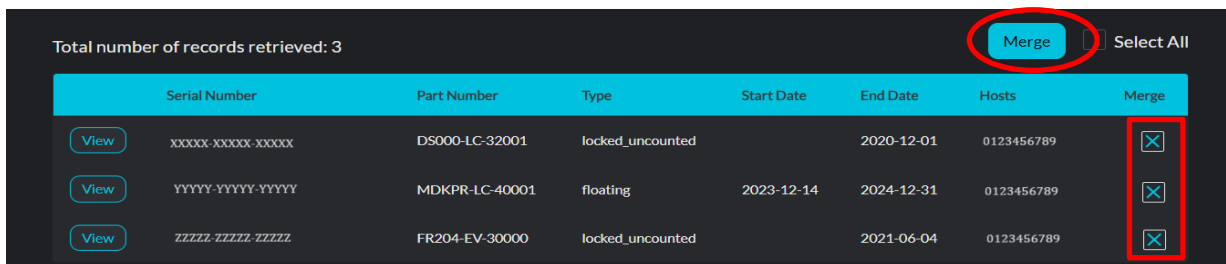 Total number of records retrieved: 3 Merge Select All
Serial Number Part Number Type Start Date End Date Hosts Merge
View XXXXX-XXXXX-XXXXX DS000-LC-32001 locked_uncounted 2020-12-01 0123456789
View YYYYY-YYYYY-YYYYY MDKPR-LC-40001 floating 2023-12-14 2024-12-31 0123456789
View ZZZZZ-ZZZZZ-ZZZZZ FR204-EV-30000 locked_uncounted 2021-06-04 0123456789